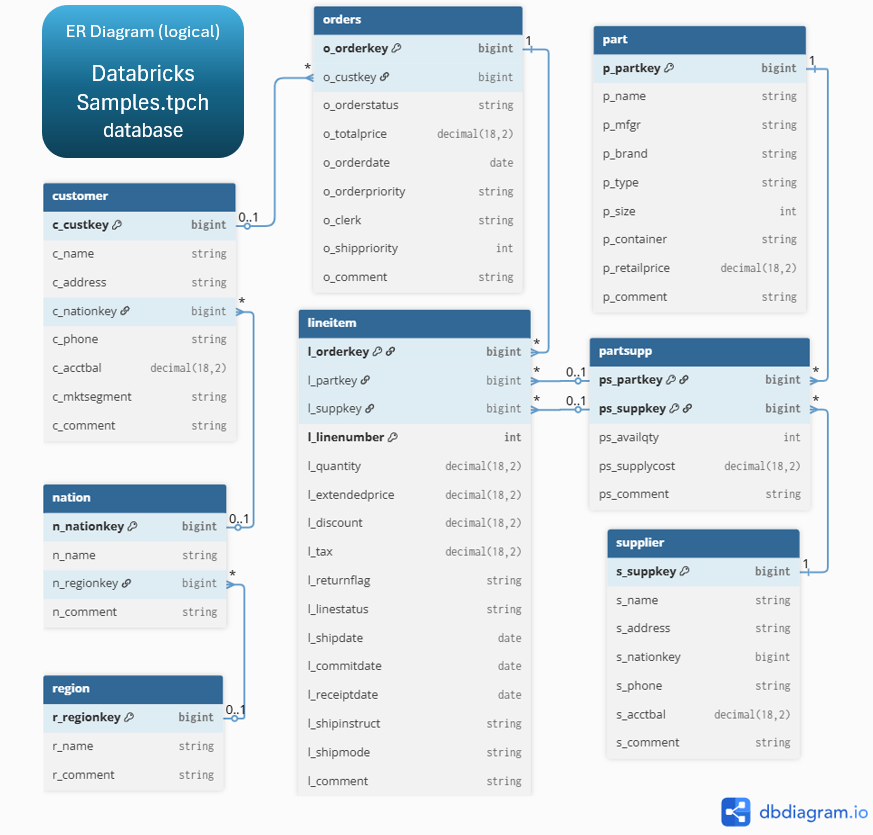 ER Diagram (logical)
Databricks
Samples.tpch
database
orders
o_orderkey bigint 1
* o_custkey bigint
o_orderstatus string
o_totalprice decimal(18,2)
o_orderdate date
o_orderpriority string
o_clerk string
o_shippriority int
o_comment string
part
p_partkey bigint 1
p_name string
p_mfgr string
p_brand string
p_type string
p_size int
p_container string
p_retailprice decimal(18,2)
p_comment string
customer
c_custkey bigint 0..1
c_name string
c_address string
c_nationkey bigint *
c_phone string
c_acctbal decimal(18,2)
c_mktsegment string
c_comment string
lineitem
l_orderkey bigint *
l_partkey bigint * 0..1
l_suppkey bigint * 0..1
l_linenumber int
l_quantity decimal(18,2)
l_extendedprice decimal(18,2)
l_discount decimal(18,2)
l_tax decimal(18,2)
l_returnflag string
l_linestatus string
l_shipdate date
l_commitdate date
l_receiptdate date
l_shipinstruct string
l_shipmode string
l_comment string
partsupp
ps_partkey bigint *
ps_suppkey bigint *
ps_availqty int
ps_supplycost decimal(18,2)
ps_comment string
nation
n_nationkey bigint 0..1
n_name string
n_regionkey bigint *
n_comment string
supplier
s_suppkey bigint 1
s_name string
s_address string
s_nationkey bigint
s_phone string
s_acctbal decimal(18,2)
s_comment string
region
r_regionkey bigint 0..1
r_name string
r_comment string
dbdiagram.io